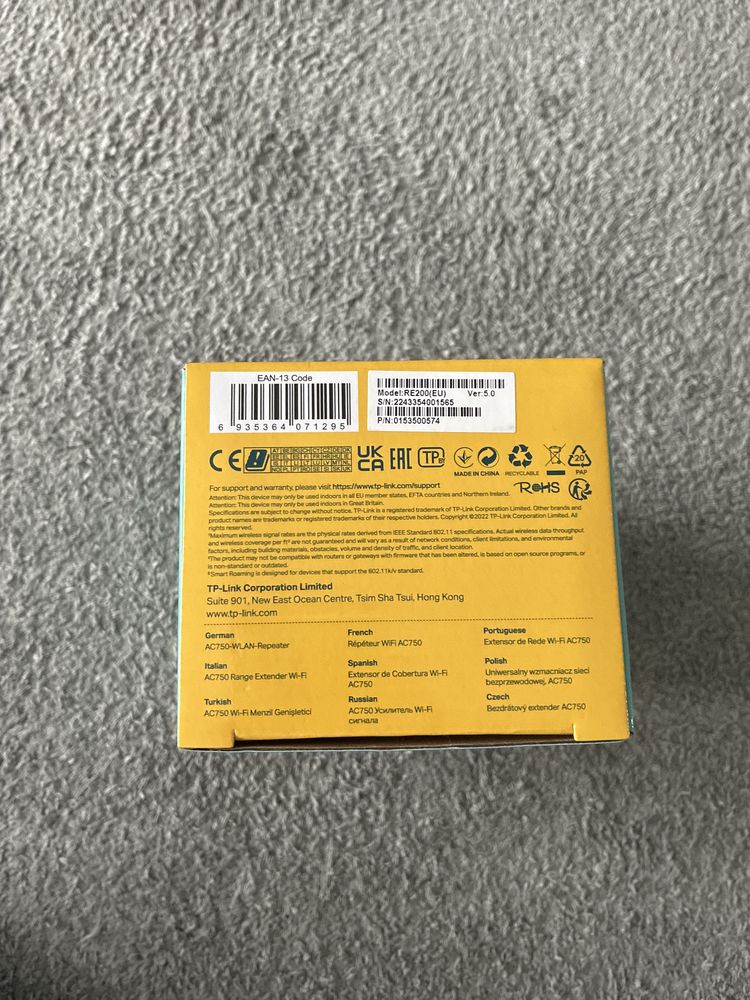 EAN-13 Code
6 935364 071295
Model:RE200(EU) Ver:5.0
S/N:2243354001565
P/N:0153500574
CE
UK CA
EAC
TP
MADE IN CHINA
RECYCLABLE
20
PAP
RoHS
For support and warranty, please visit https://www.tp-link.com/support
Attention: This device may only be used indoors in all EU member states, EFTA countries and Northern Ireland.
Attention: This device may only be used indoors in Great Britain.
Specifications are subject to change without notice. TP-Link is a registered trademark of TP-Link Corporation Limited. Other brands and
product names are trademarks or registered trademarks of their respective holders. Copyright ©2022 TP-Link Corporation Limited. All
rights reserved.
Maximum wireless signal rates are the physical rates derived from IEEE Standard 802.11 specifications. Actual wireless data throughput
and wireless coverage per ft² are not guaranteed and will vary as a result of network conditions, client limitations, and environmental
factors, including building materials, obstacles, volume and density of traffic, and client location.
The product may not be compatible with routers or gateways with firmware that has been altered, is based on open source programs, or
is non-standard or outdated.
Smart Roaming is designed for devices that support the 802.11k/v standard.
TP-Link Corporation Limited
Suite 901, New East Ocean Centre, Tsim Sha Tsui, Hong Kong
www.tp-link.com
German
AC750-WLAN-Repeater
French
Répéteur WiFi AC750
Portuguese
Extensor de Rede Wi-Fi AC750
Italian
AC750 Range Extender Wi-Fi
Spanish
Extensor de Cobertura Wi-Fi
AC750
Polish
Uniwersalny wzmacniacz sieci
bezprzewodowej, AC750
Turkish
AC750 Wi-Fi Menzil Genişletici
Russian
AC750 Усилитель Wi-Fi
сигнала
Czech
Bezdrátový extender AC750